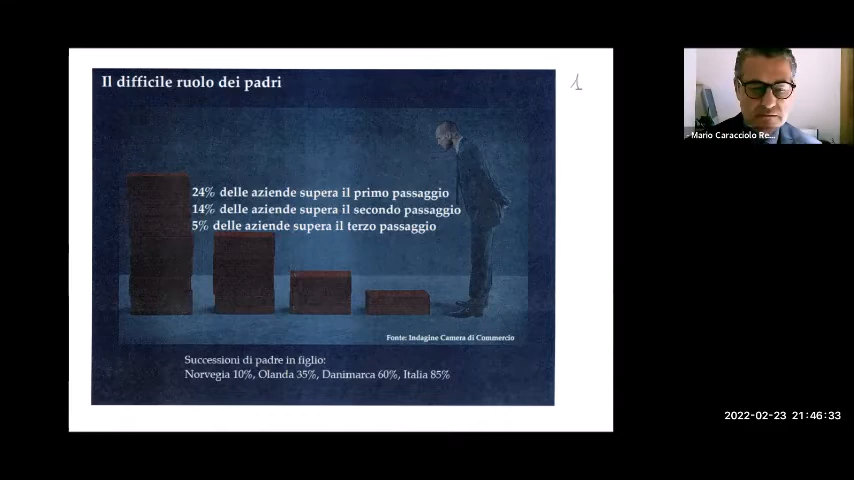 Il difficile ruolo dei padri
1
24% delle aziende supera il primo passaggio
14% delle aziende supera il secondo passaggio
5% delle aziende supera il terzo passaggio
Fonte: Indagine Camera di Commercio
Successioni di padre in figlio:
Norvegia 10%, Olanda 35%, Danimarca 60%, Italia 85%
Mario Caracciolo Re...
2022-02-23 21:46:33